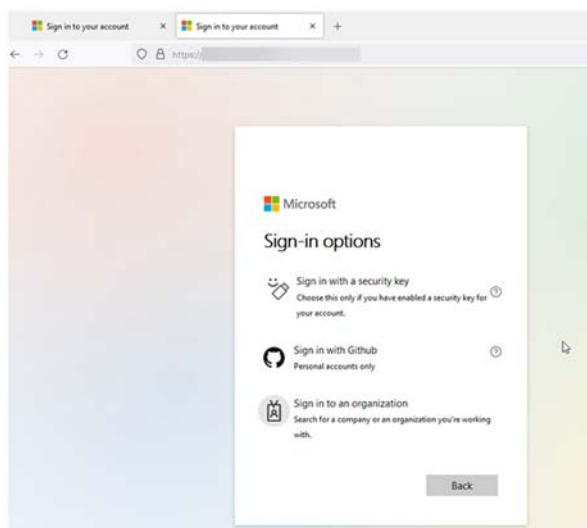 Sign in to your account
Sign in to your account
https://
Microsoft
Sign-in options
Sign in with a security key
Choose this only if you have enabled a security key for
your account.
Sign in with Github
Personal accounts only
Sign in to an organization
Search for a company or an organization you're working
with.
Back